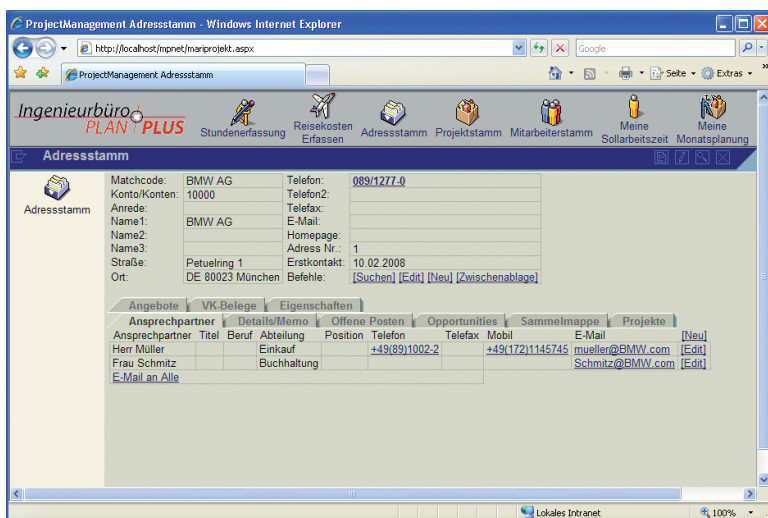 ProjectManagement Adressstamm - Windows Internet Explorer
http://localhost/mpnet/mariprojekt.aspx
Google
ProjectManagement Adressstamm
Seite
Extras
Ingenieurbüro
PLAN PLUS
Stundenerfassung
Reisekosten
Erfassen
Adressstamm
Projektstamm
Mitarbeiterstamm
Meine
Sollarbeitszeit
Meine
Monatsplanung
Adressstamm
Adressstamm
Matchcode: BMW AG Telefon: 089/1277-0
Konto/Konten: 10000 Telefon2:
Anrede: Telefax:
Name1: BMW AG E-Mail:
Name2: Homepage:
Name3: Adress Nr.: 1
Straße: Petuelring 1 Erstkontakt: 10.02.2008
Ort: DE 80023 München Befehle: [Suchen] [Edit] [Neu] [Zwischenablage]
Angebote VK-Belege Eigenschaften
Ansprechpartner Details/Memo Offene Posten Opportunities Sammelmappe Projekte
Ansprechpartner Titel Beruf Abteilung Position Telefon Telefax Mobil E-Mail [Neu]
Herr Müller Einkauf +49(89)1002-2 +49(172)1145745 mueller@BMW.com [Edit]
Frau Schmitz Buchhaltung Schmitz@BMW.com [Edit]
E-Mail an Alle
Lokales Intranet
100%